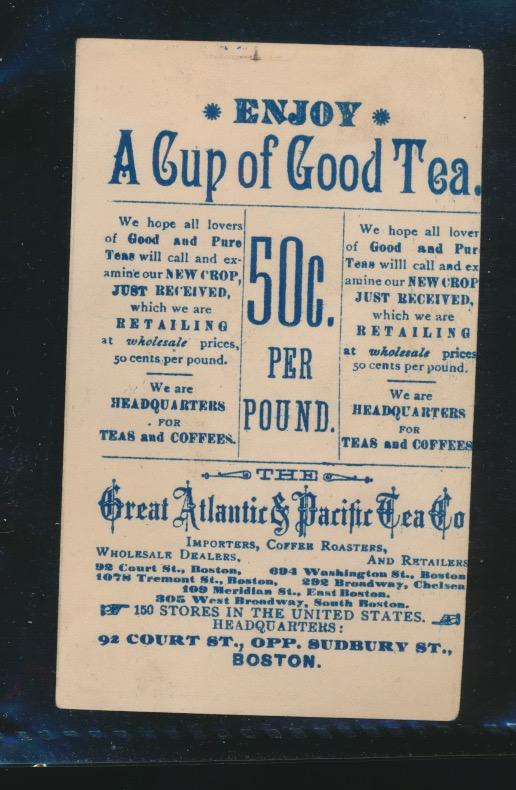 ENJOY
A Cup of Good Tea.
We hope all lovers
of Good and Pure
Teas will call and ex-
amine our NEW CROP,
JUST RECEIVED,
which we are
RETAILING
at wholesale prices,
50 cents per pound.
We are
HEADQUARTERS
FOR
TEAS and COFFEES.
50c.
PER
POUND.
We hope all lover
of Good and Pur
Teas willl call and ex
amine our NEW CROP
JUST RECEIVED,
which we are
RETAILING
at wholesale prices
50 cents per pound.
We are
HEADQUARTERS
FOR
TEAS and COFFEES
THE
Great Atlantic & Pacific Tea Co
IMPORTERS, COFFEE ROASTERS,
WHOLESALE DEALERS, AND RETAILERS
92 Court St., Boston, 694 Washington St., Boston
1078 Tremont St., Boston, 292 Broadway, Chelsea
109 Meridian St., East Boston.
305 West Broadway, South Boston.
150 STORES IN THE UNITED STATES.
HEADQUARTERS:
92 COURT ST., OPP. SUDBURY ST.,
BOSTON.